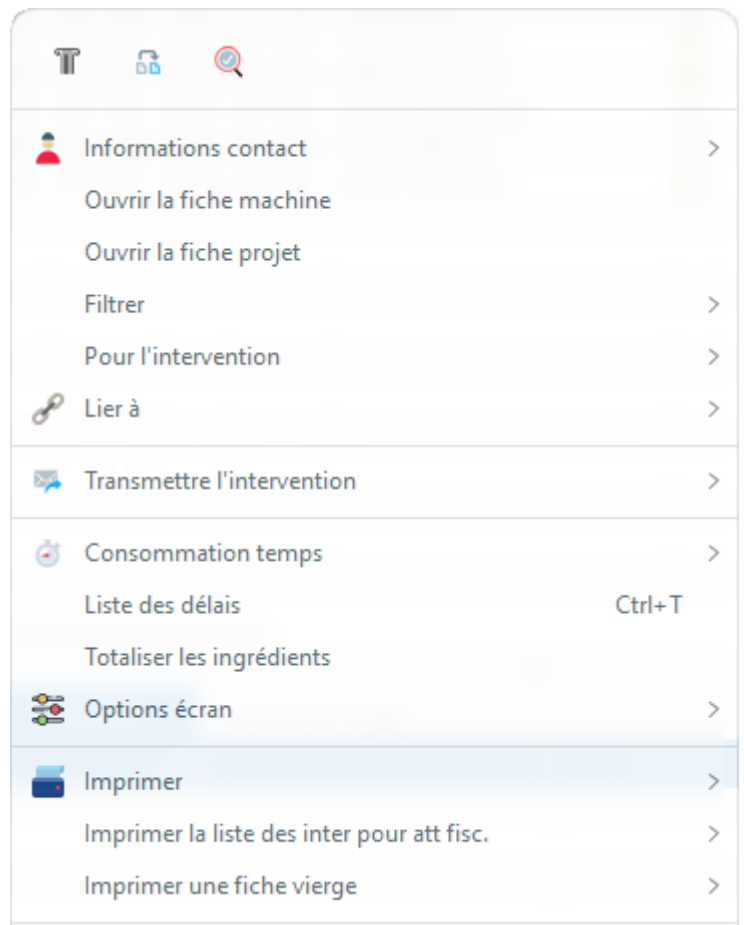 Informations contact
Ouvrir la fiche machine
Ouvrir la fiche projet
Filtrer
Pour l'intervention
Lier à
Transmettre l'intervention
Consommation temps
Liste des délais Ctrl+T
Totaliser les ingrédients
Options écran
Imprimer
Imprimer la liste des inter pour att fisc.
Imprimer une fiche vierge